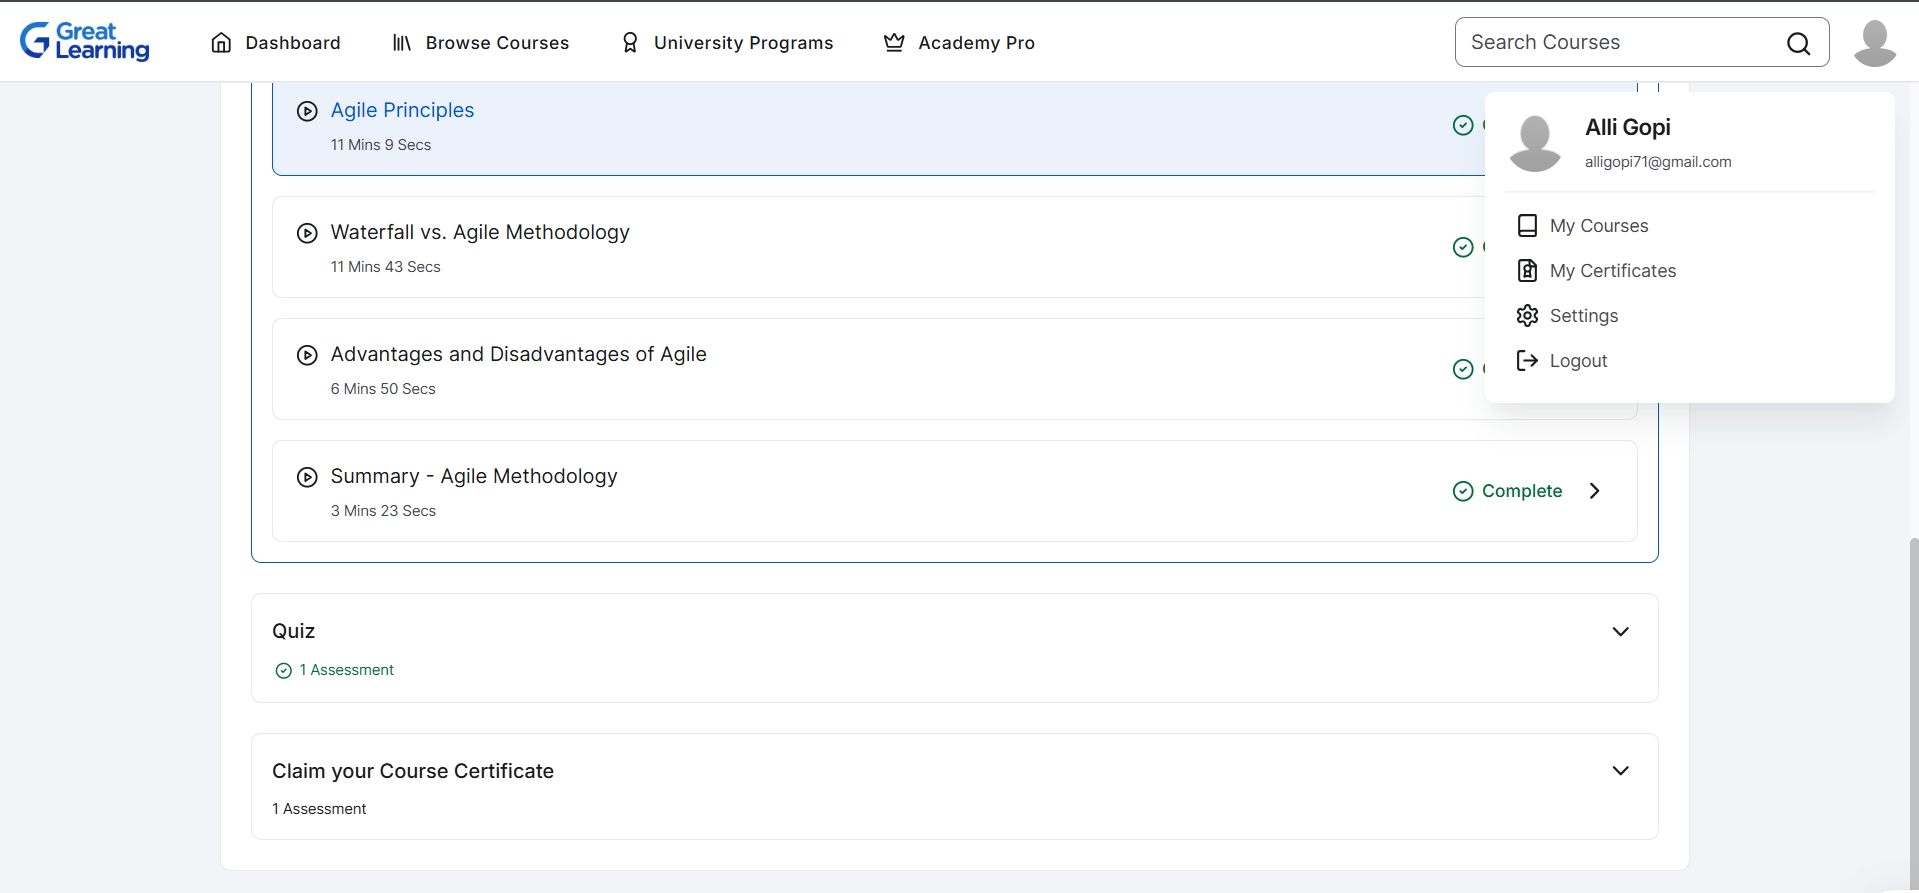 Great Learning
Dashboard
Browse Courses
University Programs
Academy Pro
Search Courses
Agile Principles
11 Mins 9 Secs
Waterfall vs. Agile Methodology
11 Mins 43 Secs
Advantages and Disadvantages of Agile
6 Mins 50 Secs
Summary - Agile Methodology
3 Mins 23 Secs
Complete
Quiz
1 Assessment
Claim your Course Certificate
1 Assessment
Alli Gopi
alligopi71@gmail.com
My Courses
My Certificates
Settings
Logout